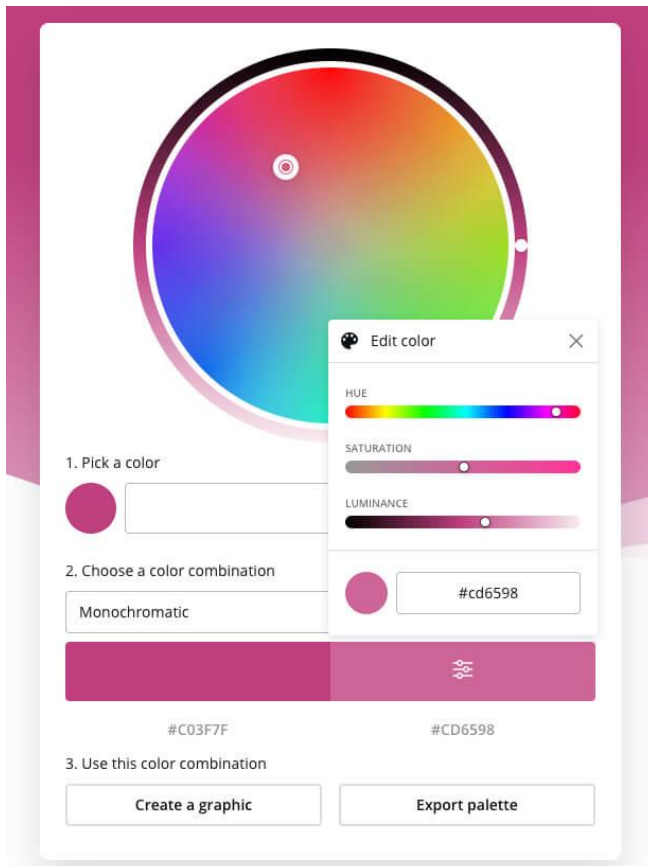 Edit color
HUE
SATURATION
LUMINANCE
#cd6598
1. Pick a color
2. Choose a color combination
Monochromatic
#C03F7F
#CD6598
3. Use this color combination
Create a graphic
Export palette